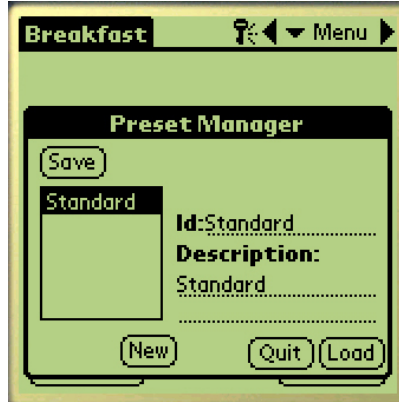 Breakfast Menu
Preset Manager
Save
Standard
Id:Standard
Description:
Standard
New Quit Load